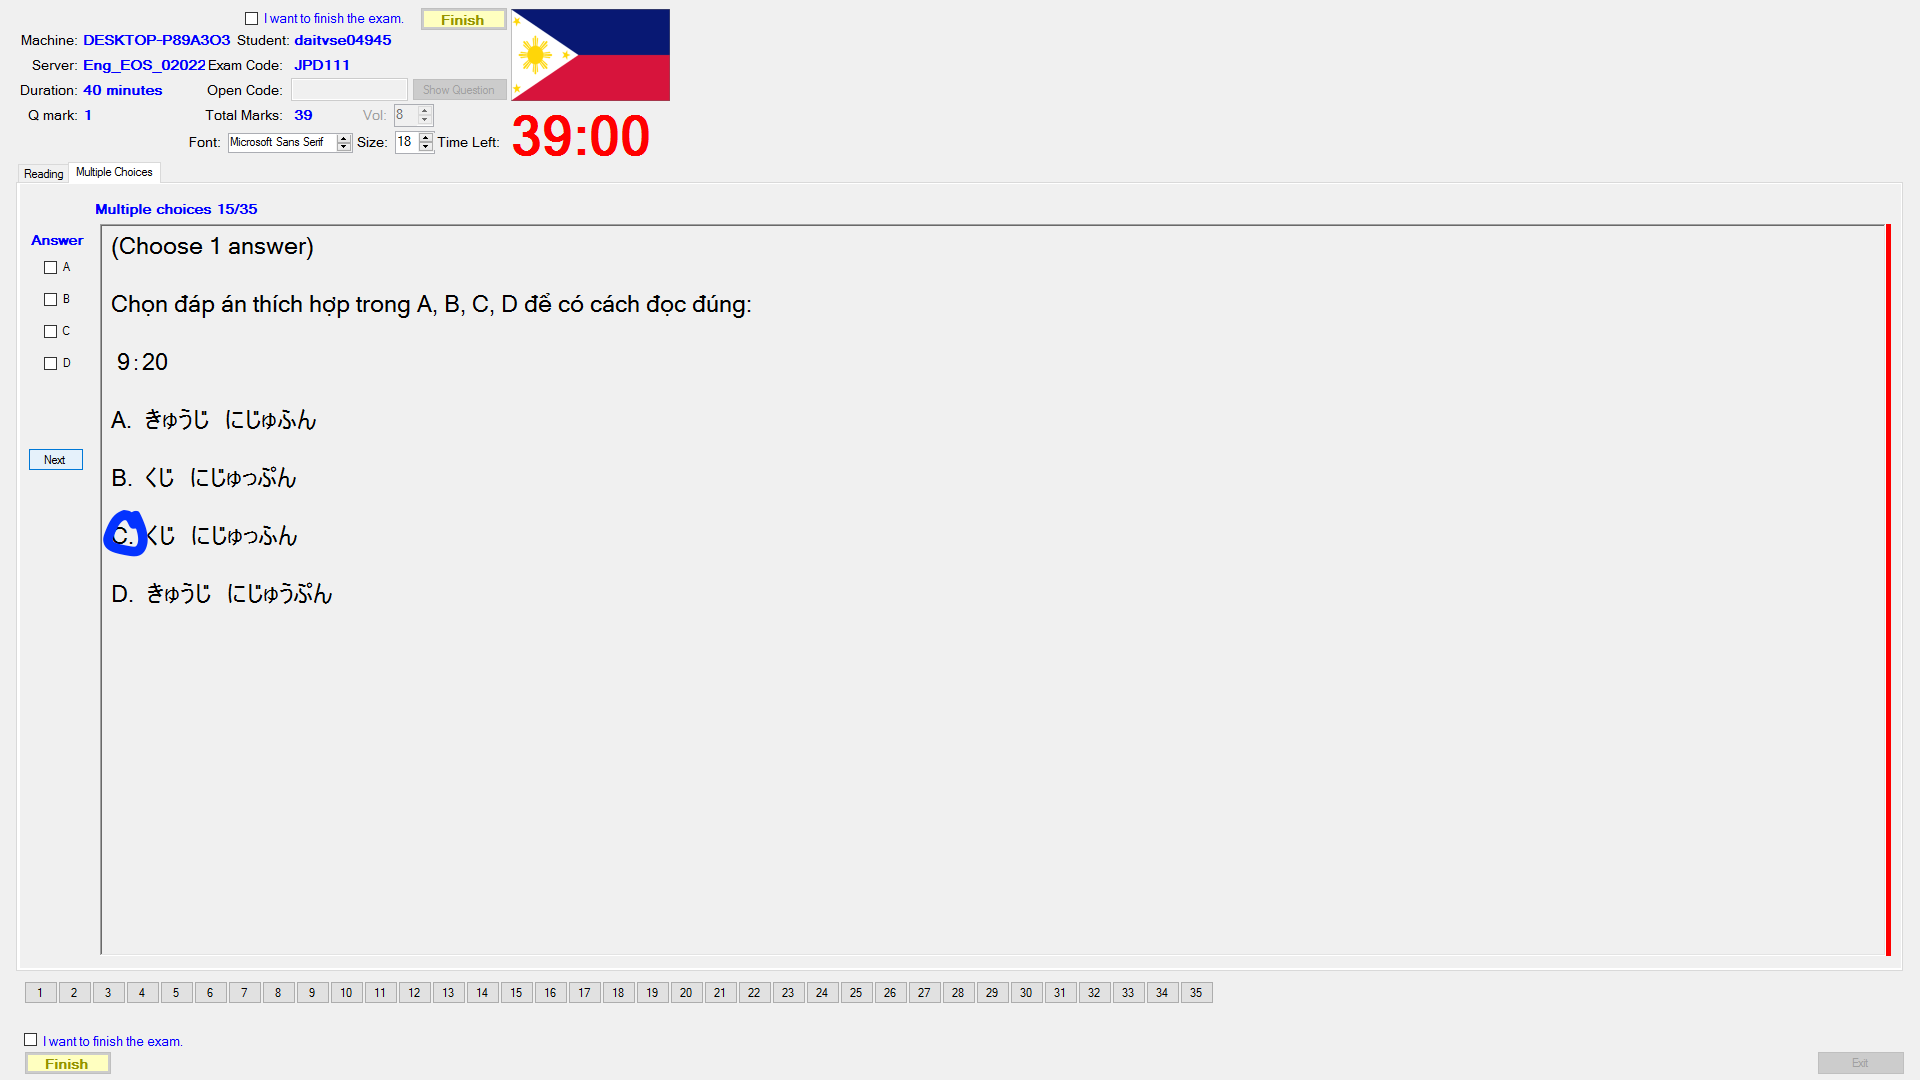 I want to finish the exam. Finish
Machine: DESKTOP-P89A3O3 Student: daitvse04945
Server: Eng_EOS_02022 Exam Code: JPD111
Duration: 40 minutes Open Code: Show Question
Q mark: 1 Total Marks: 39 Vol: 8
Font: Microsoft Sans Serif Size: 18 Time Left: 39:00
Reading Multiple Choices
Multiple choices 15/35
Answer
A
B
C
D
Next
(Choose 1 answer)
Chọn đáp án thích hợp trong A, B, C, D để có cách đọc đúng:
9:20
A. きゅうじ にじゅふん
B. くじ にじゅっぷん
C. くじ にじゅっふん
D. きゅうじ にじゅうぷん
1 2 3 4 5 6 7 8 9 10 11 12 13 14 15 16 17 18 19 20 21 22 23 24 25 26 27 28 29 30 31 32 33 34 35
I want to finish the exam.
Finish
Exit